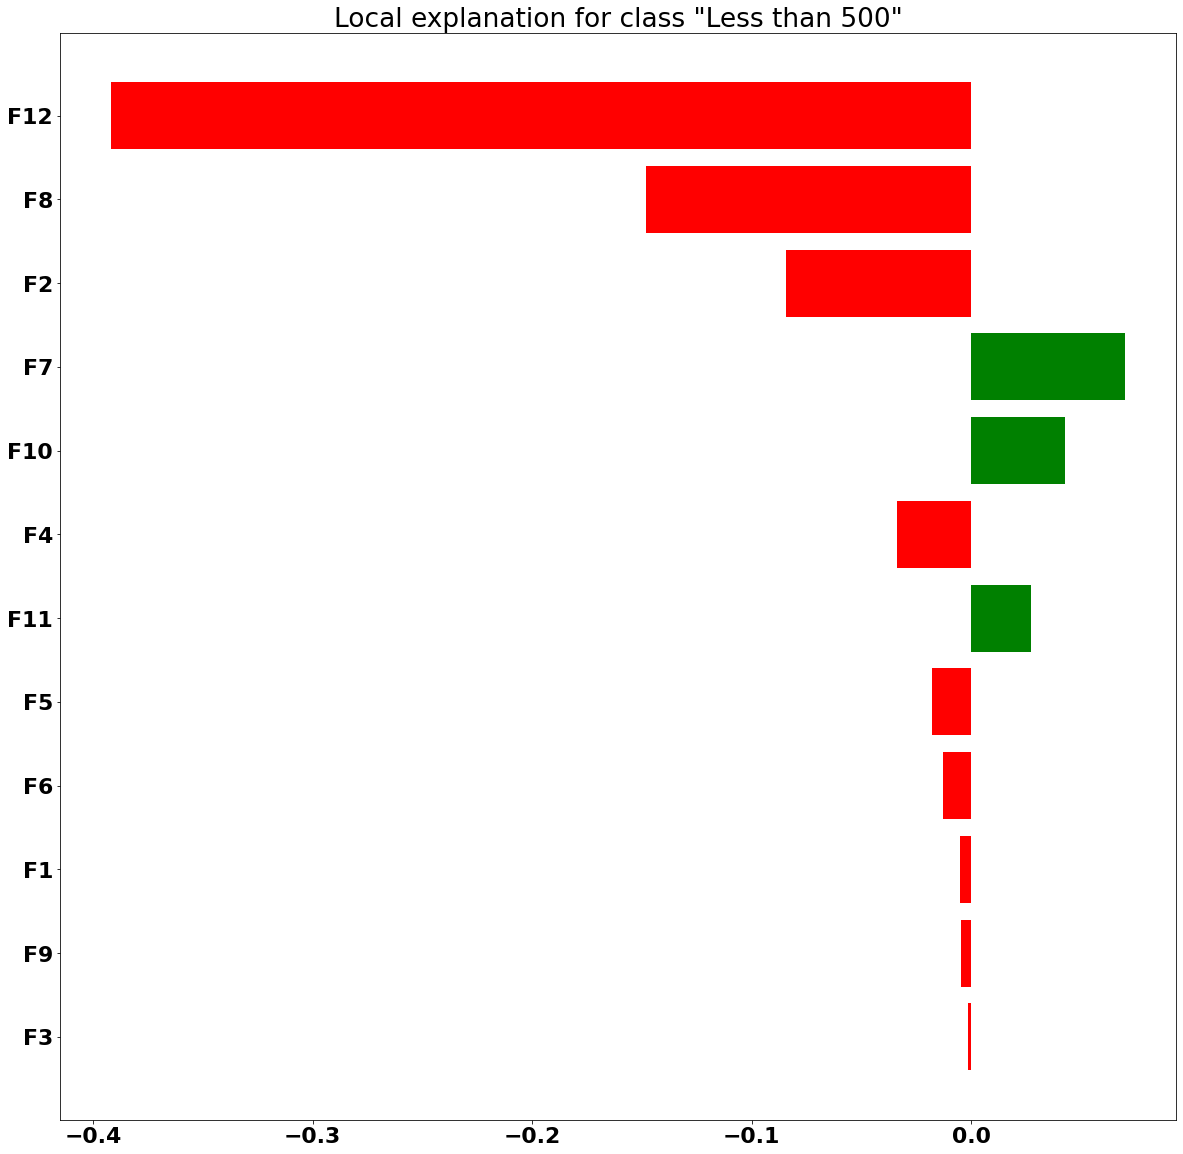 Local explanation for class "Less than 500"
F12
F8
F2
F7
F10
F4
F11
F5
F6
F1
F9
F3
−0.4 −0.3 −0.2 −0.1 0.0